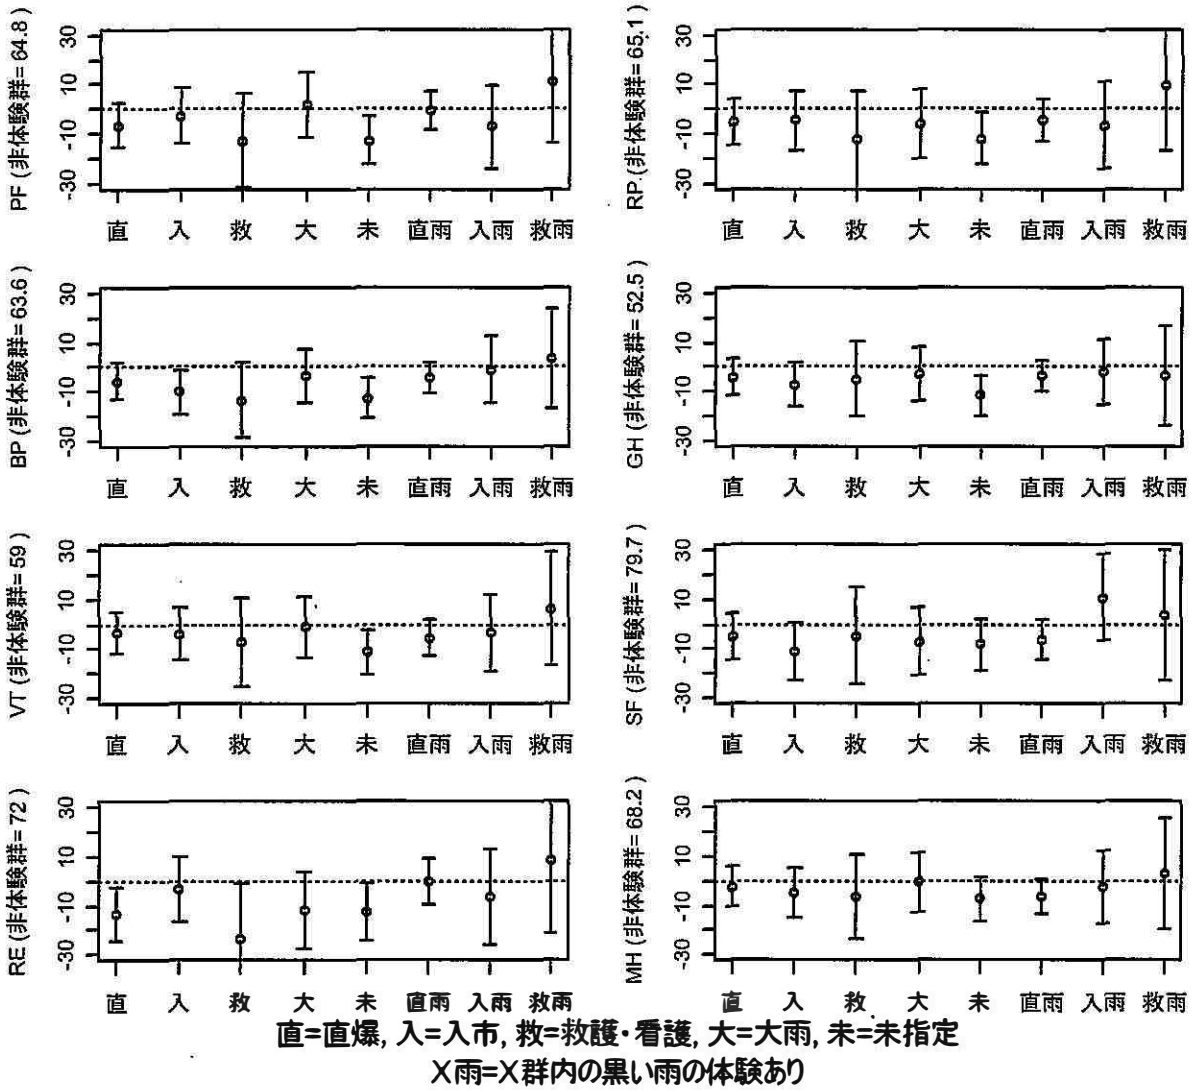 PF (非体験群= 64.8 )
30
10
-10
-30
直 入 救 大 未 直雨 入雨 救雨
RP.(非体験群= 65.1 )
30
10
-10
-30
直 入 救 大 未 直雨 入雨 救雨
BP (非体験群= 63.6 )
30
10
-10
-30
直 入 救 大 未 直雨 入雨 救雨
GH (非体験群= 52.5 )
30
10
-10
-30
直 入 救 大 未 直雨 入雨 救雨
VT (非体験群= 59 )
30
10
-10
-30
直 入 救 大 未 直雨 入雨 救雨
SF (非体験群= 79.7 )
30
10
-10
-30
直 入 救 大 未 直雨 入雨 救雨
RE (非体験群= 72 )
30
10
-10
-30
直 入 救 大 未 直雨 入雨 救雨
MH (非体験群= 68.2 )
30
10
-10
-30
直 入 救 大 未 直雨 入雨 救雨
直=直爆, 入=入市, 救=救護・看護, 大=大雨, 未=未指定
X雨=X群内の黒い雨の体験あり